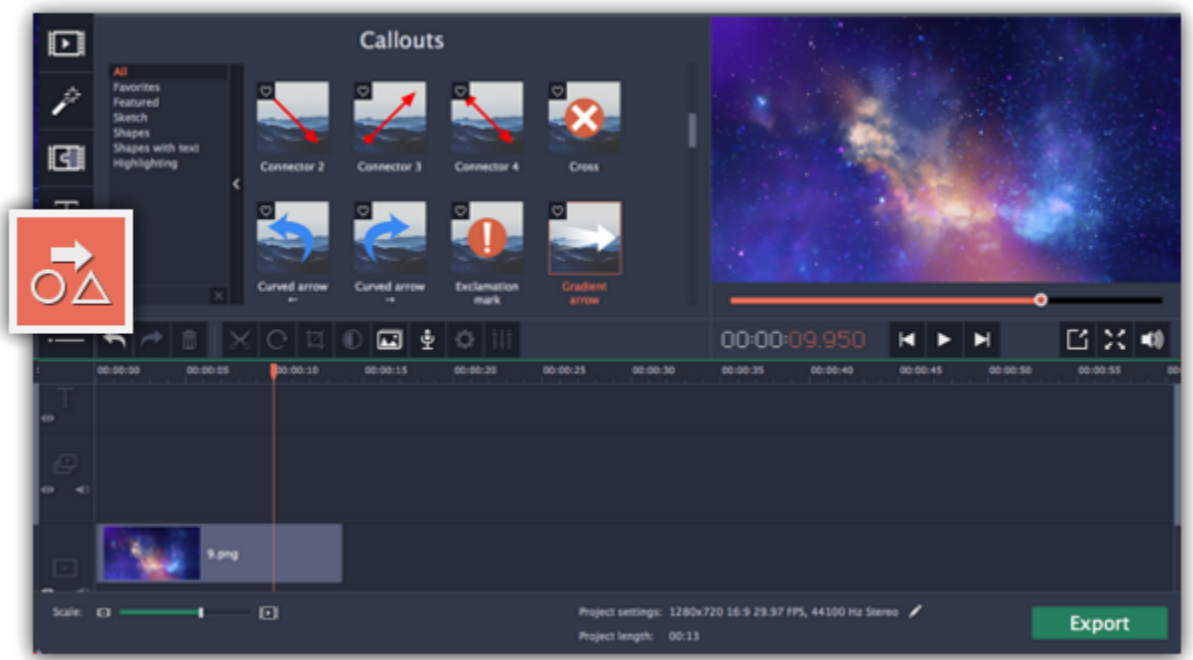 Callouts
All
Favorites
Featured
Sketch
Shapes
Shapes with text
Highlighting
Connector 2
Connector 3
Connector 4
Cross
Curved arrow
←
Curved arrow
→
Exclamation
mark
Gradient
arrow
00:00:09.950
00:00:00
00:00:05
00:00:10
00:00:15
00:00:20
00:00:25
00:00:30
00:00:35
00:00:40
00:00:45
00:00:50
00:00:55
9.png
Scale:
Project settings: 1280x720 16:9 29.97 FPS, 44100 Hz Stereo
Project length: 00:13
Export